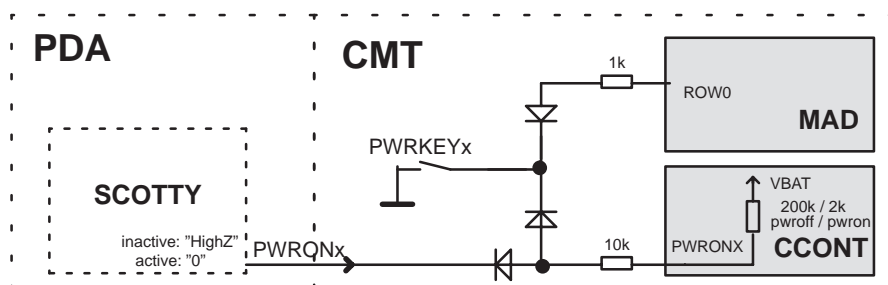 PDA
CMT
1k
ROW0
MAD
PWRKEYx
VBAT
SCOTTY
200k / 2k
pwroff / pwron
inactive: "HighZ"
active: "0"
PWRONx
10k
PWRONX
CCONT